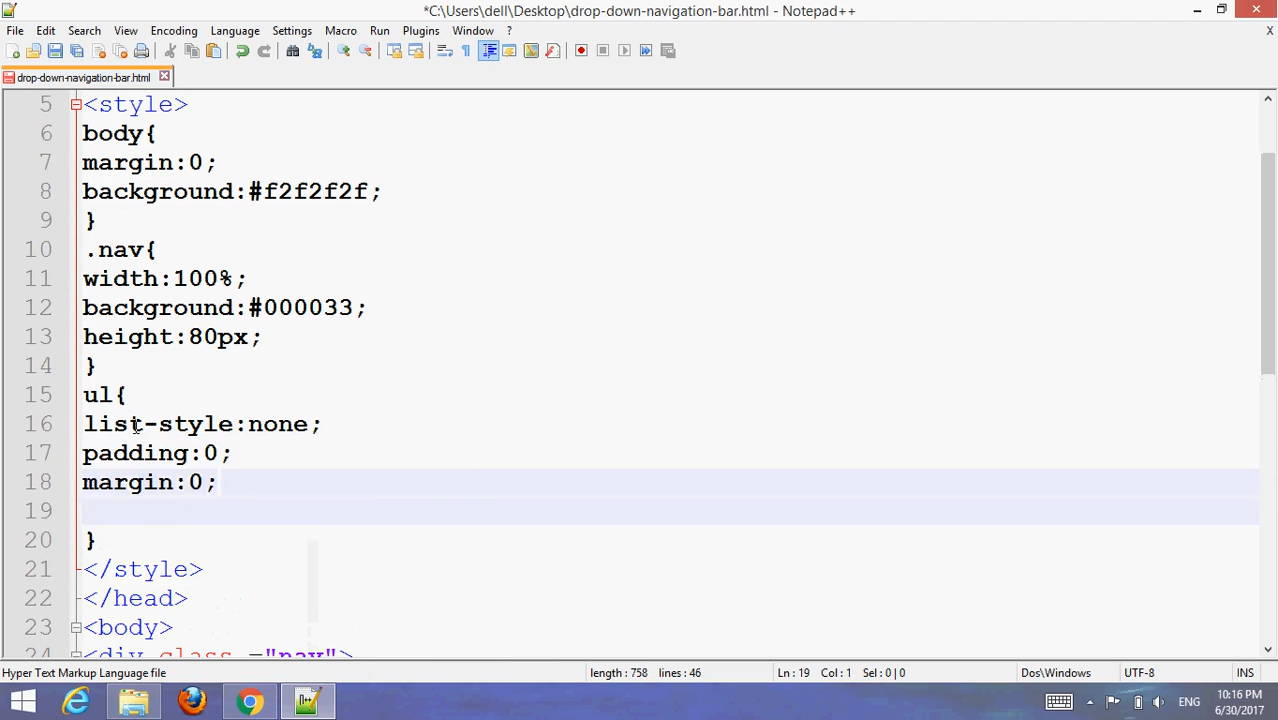 *C:\Users\dell\Desktop\drop-down-navigation-bar.html - Notepad++
File Edit Search View Encoding Language Settings Macro Run Plugins Window ? X
drop-down-navigation-bar.html
5 <style>
6 body{
7 margin:0;
8 background:#f2f2f2f;
9 }
10 .nav{
11 width:100%;
12 background:#000033;
13 height:80px;
14 }
15 ul{
16 list-style:none;
17 padding:0;
18 margin:0;
19
20 }
21 </style>
22 </head>
23 <body>
24 <div class ="nav">
Hyper Text Markup Language file length : 758 lines : 46 Ln : 19 Col : 1 Sel : 0 | 0 Dos\Windows UTF-8 INS
ENG 10:16 PM
6/30/2017